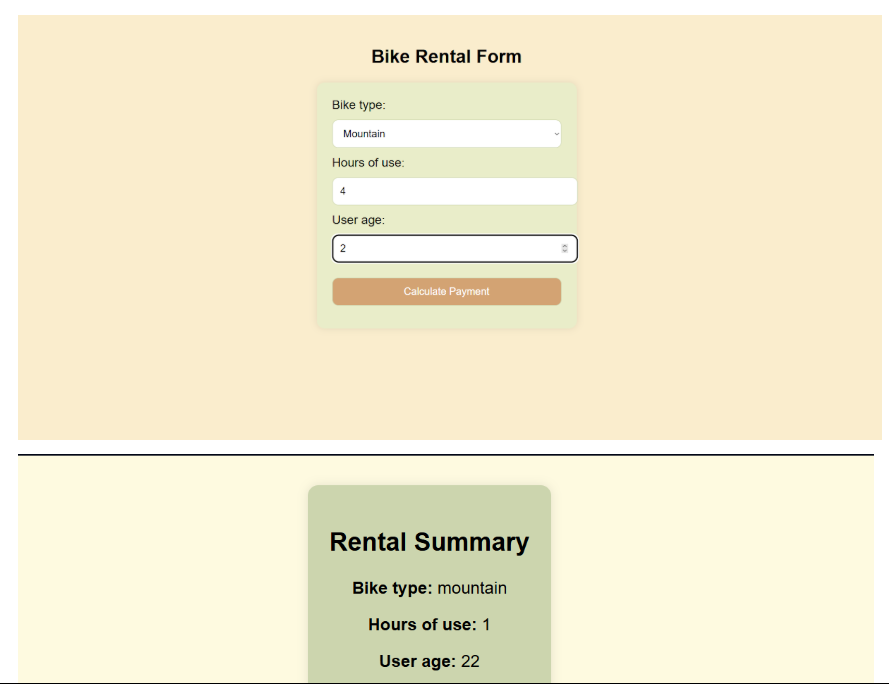 Bike Rental Form
Bike type:
Mountain
Hours of use:
4
User age:
2
Calculate Payment
Rental Summary
Bike type: mountain
Hours of use: 1
User age: 22